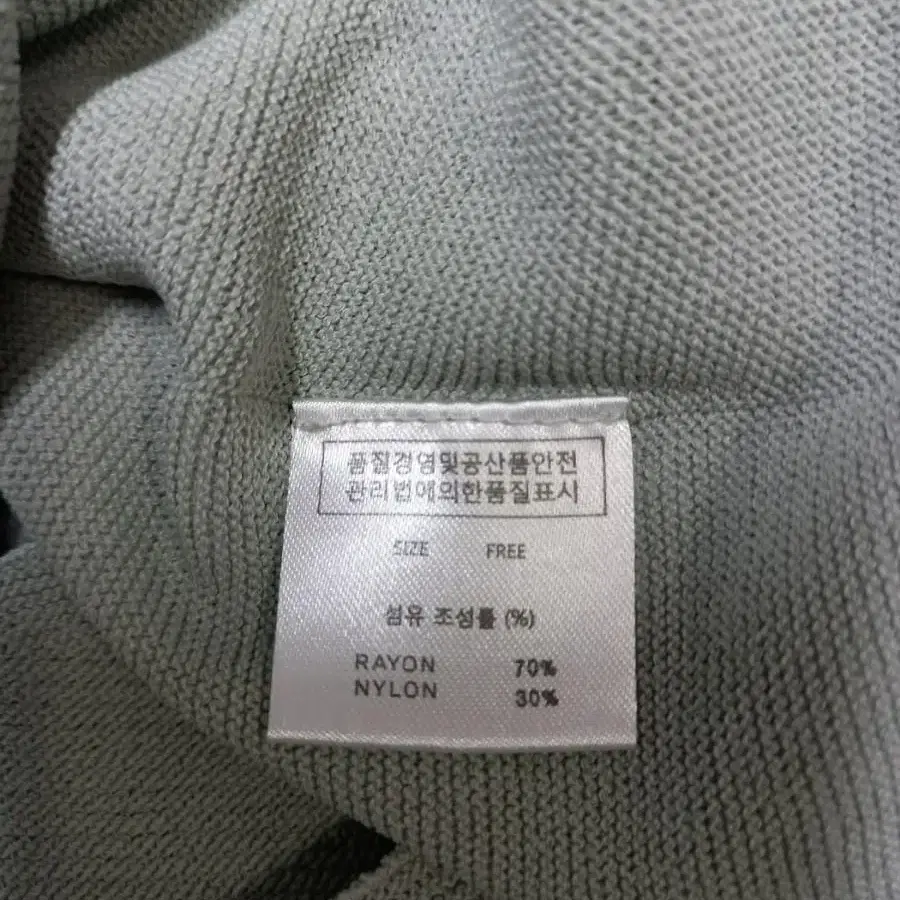 품질경영및공산품안전
관리법에의한품질표시
SIZE FREE
섬유 조성률 (%)
RAYON 70%
NYLON 30%